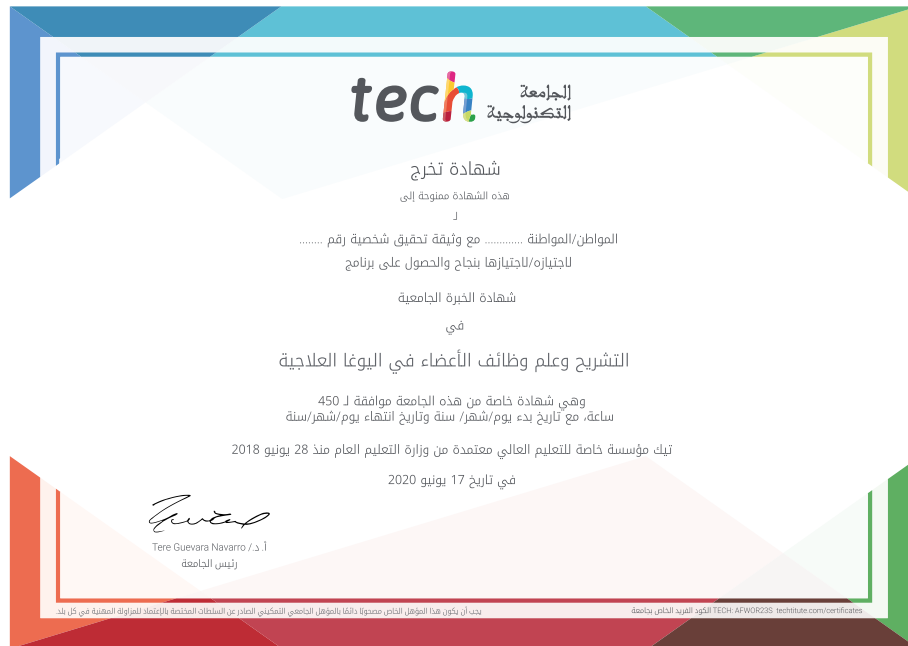 tech الجامعة
التكنولوجية
شهادة تخرج
هذه الشهادة ممنوحة إلى
لـ
المواطن/المواطنة ............. مع وثيقة تحقيق شخصية رقم ........
لاجتيازه/لاجتيازها بنجاح والحصول على برنامج
شهادة الخبرة الجامعية
في
التشريح وعلم وظائف الأعضاء في اليوغا العلاجية
وهي شهادة خاصة من هذه الجامعة موافقة لـ 450
ساعة، مع تاريخ بدء يوم/شهر/ سنة وتاريخ انتهاء يوم/شهر/سنة
تيك مؤسسة خاصة للتعليم العالي معتمدة من وزارة التعليم العام منذ 28 يونيو 2018
في تاريخ 17 يونيو 2020
أ.د./ Tere Guevara Navarro
رئيس الجامعة
يجب أن يكون هذا المؤهل الخاص مصحوبًا دائمًا بالمؤهل الجامعي التمكيني الصادر عن السلطات المختصة بالإعتماد للمزاولة المهنية في كل بلد.
الكود الفريد الخاص بجامعة TECH: AFWOR23S techtitute.com/certificates